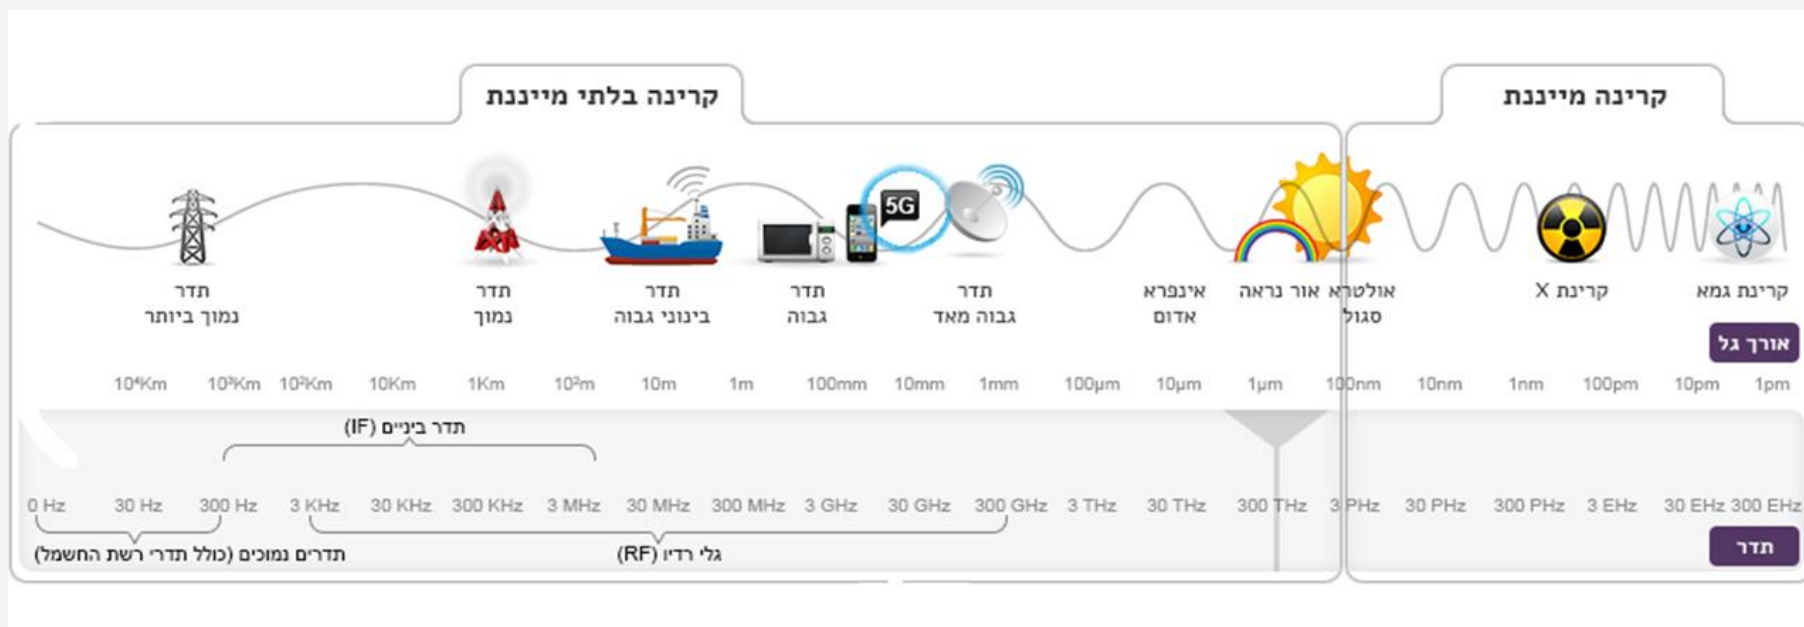 קרינה מייננת
קרינה בלתי מייננת
5G
תדר
נמוך ביותר
תדר
נמוך
תדר
בינוני גבוה
תדר
גבוה
תדר
גבוה מאד
אינפרא
אדום
אור נראה
אולטרא
סגול
קרינת X
קרינת גמא
אורך גל
10⁴Km 10³Km 10²Km 10Km 1Km 10²m 10m 1m 100mm 10mm 1mm 100µm 10µm 1µm 100nm 10nm 1nm 100pm 10pm 1pm
תדר ביניים (IF)
0 Hz 30 Hz 300 Hz 3 KHz 30 KHz 300 KHz 3 MHz 30 MHz 300 MHz 3 GHz 30 GHz 300 GHz 3 THz 30 THz 300 THz 3 PHz 30 PHz 300 PHz 3 EHz 30 EHz 300 EHz
תדרים נמוכים (כולל תדרי רשת החשמל)
גלי רדיו (RF)
תדר